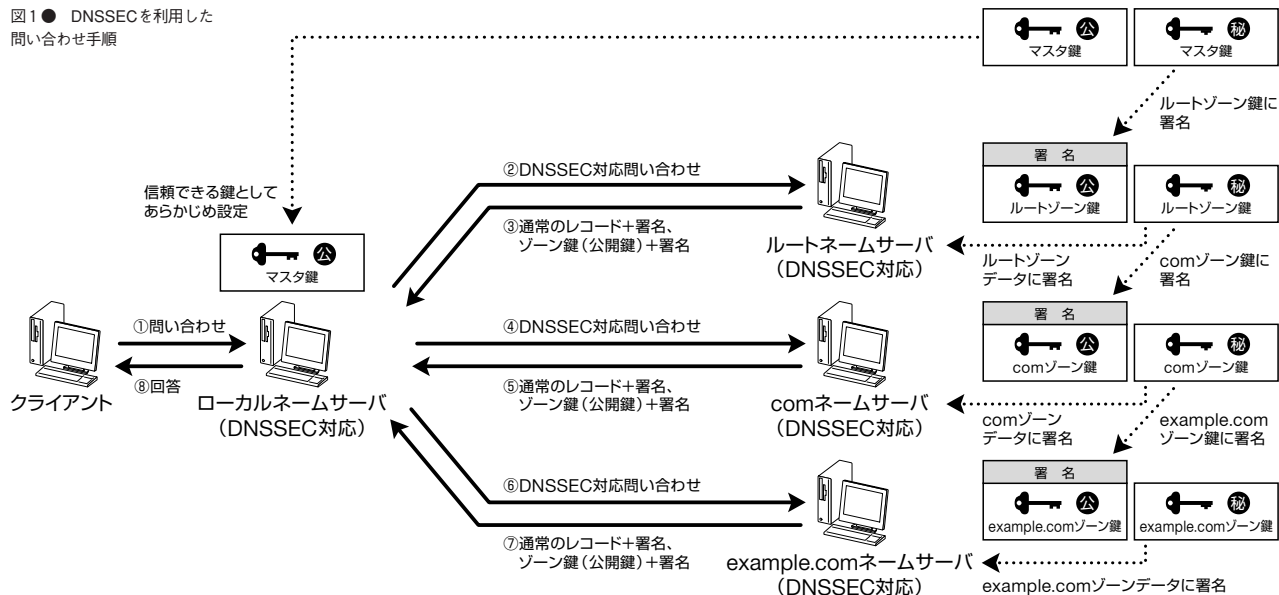 図1● DNSSECを利用した
問い合わせ手順
公
マスタ鍵
秘
マスタ鍵
ルートゾーン鍵に
署名
信頼できる鍵として
あらかじめ設定
公
マスタ鍵
②DNSSEC対応問い合わせ
③通常のレコード＋署名、
ゾーン鍵（公開鍵）＋署名
ルートネームサーバ
（DNSSEC対応）
署 名
公
ルートゾーン鍵
秘
ルートゾーン鍵
ルートゾーン
データに署名
comゾーン鍵に
署名
①問い合わせ
⑧回答
クライアント
ローカルネームサーバ
（DNSSEC対応）
④DNSSEC対応問い合わせ
⑤通常のレコード＋署名、
ゾーン鍵（公開鍵）＋署名
comネームサーバ
（DNSSEC対応）
署 名
公
comゾーン鍵
秘
comゾーン鍵
comゾーン
データに署名
example.com
ゾーン鍵に署名
⑥DNSSEC対応問い合わせ
⑦通常のレコード＋署名、
ゾーン鍵（公開鍵）＋署名
example.comネームサーバ
（DNSSEC対応）
署 名
公
example.comゾーン鍵
秘
example.comゾーン鍵
example.comゾーンデータに署名